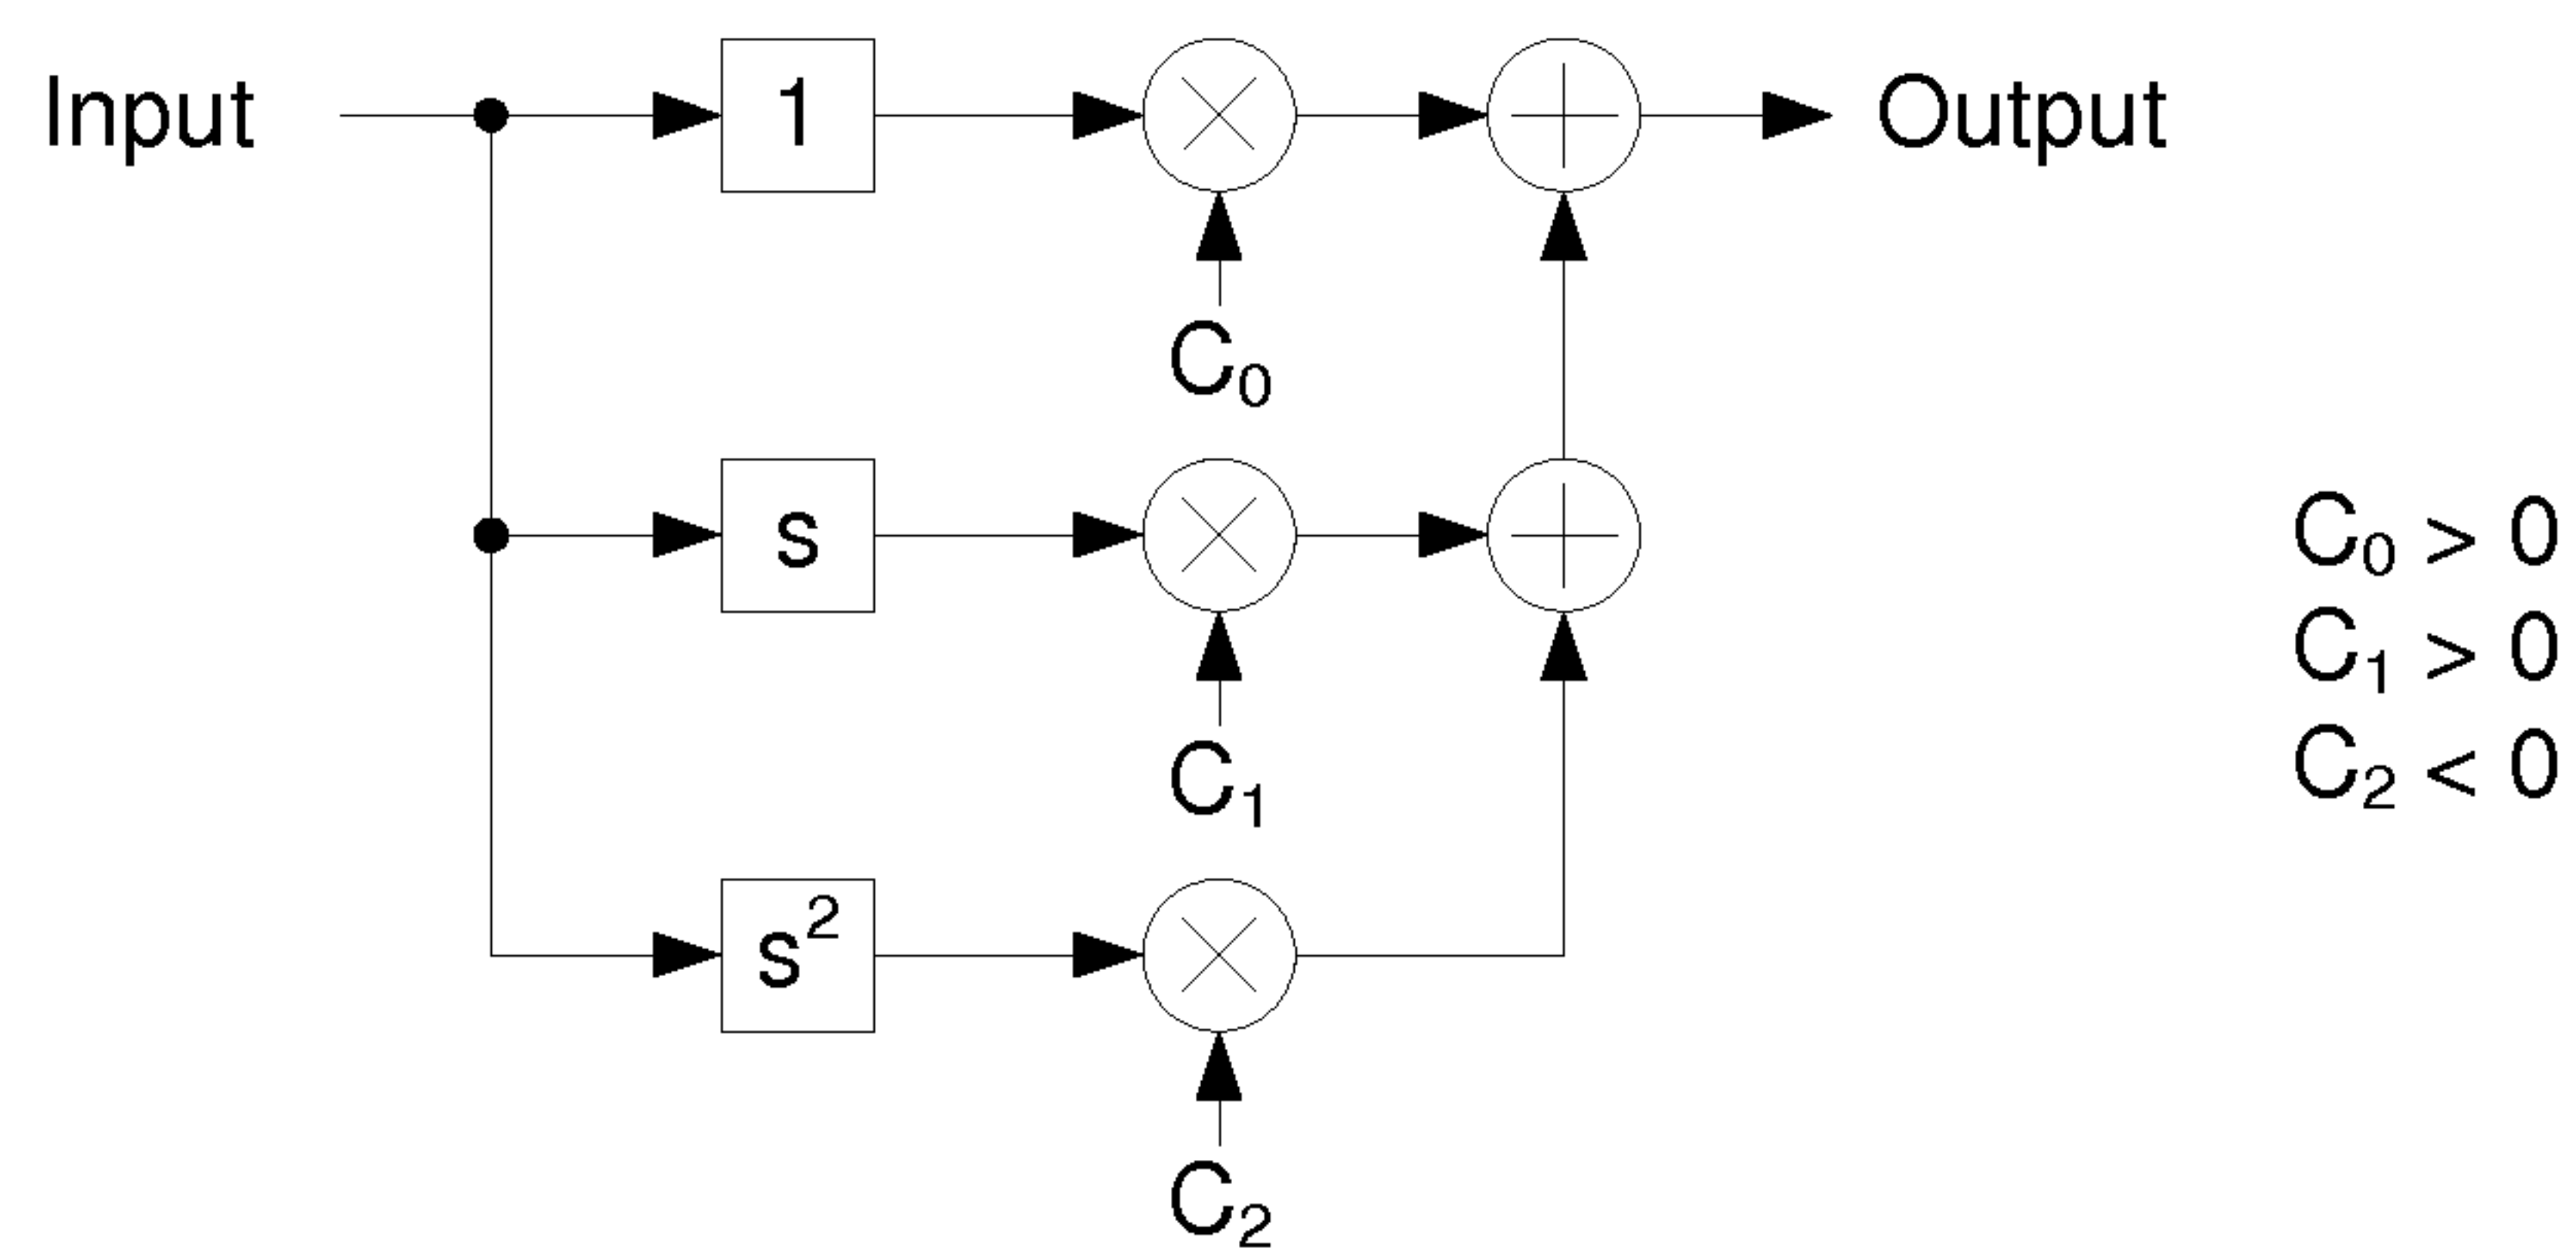 Input 1 Output
C₀
s
C₀ > 0
C₁ > 0
C₂ < 0
C₁
s²
C₂